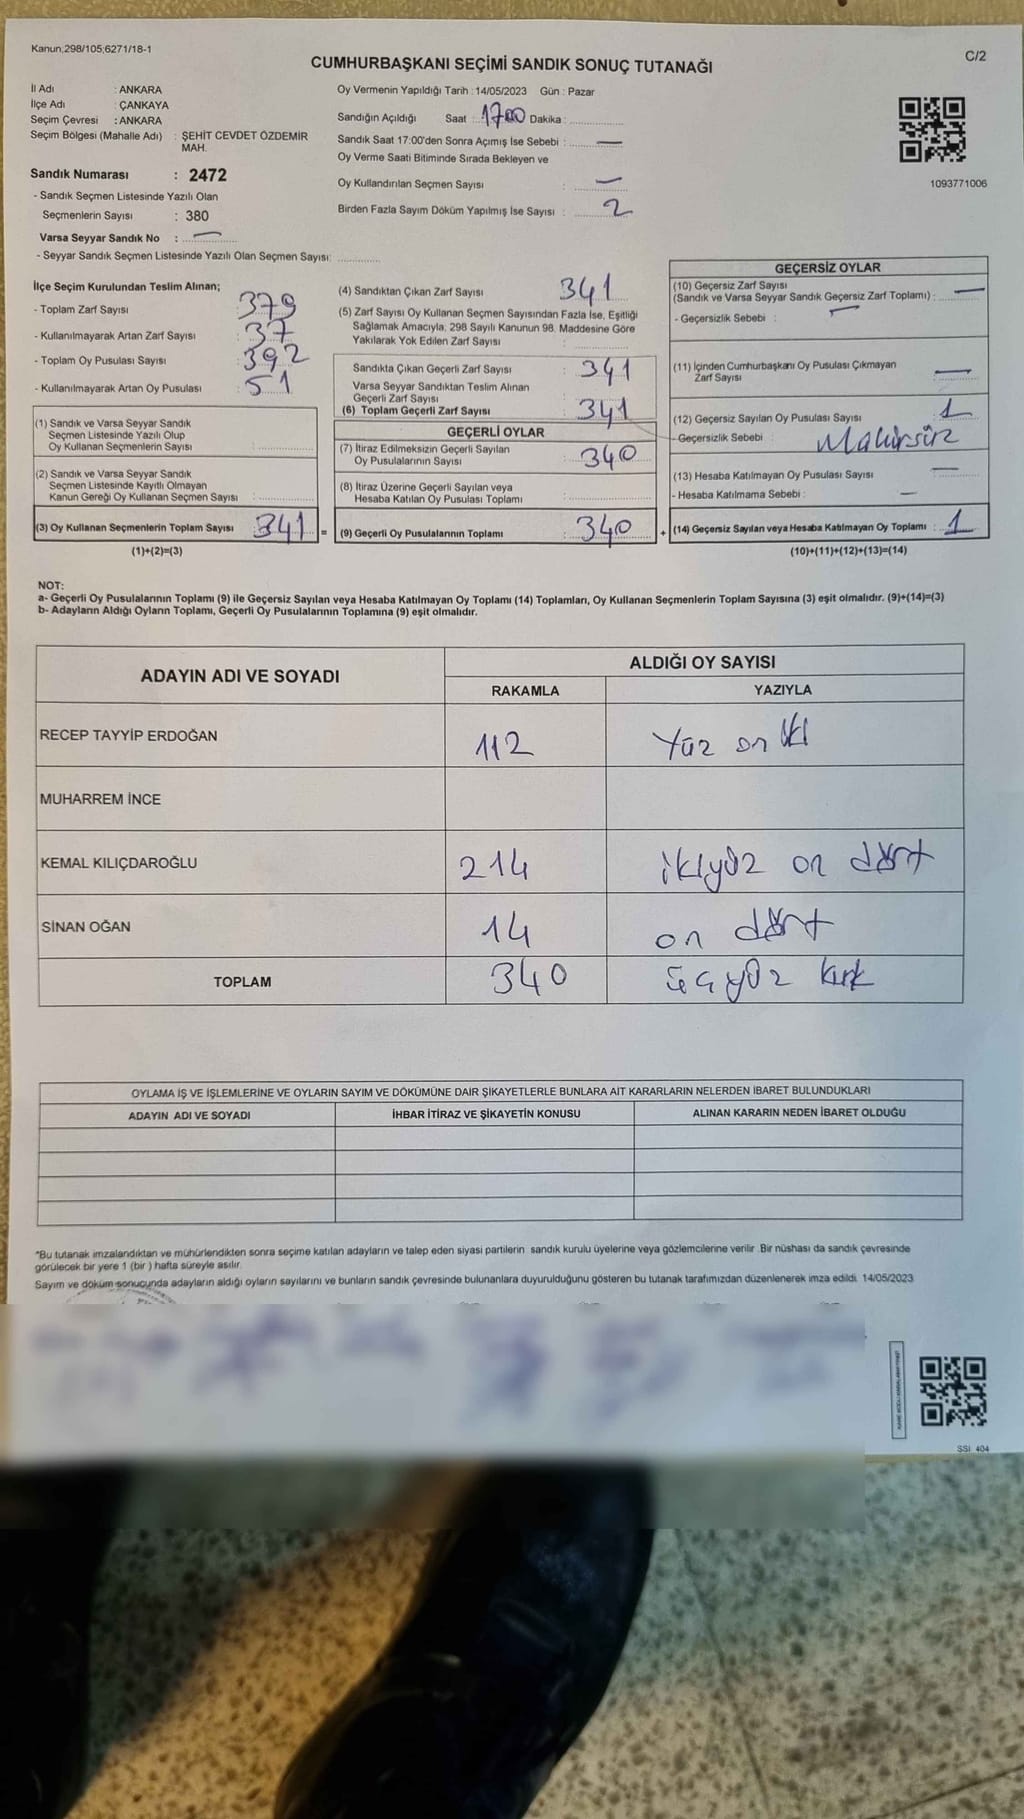 Kanun;298/105;6271/18-1
C/2
CUMHURBAŞKANI SEÇİMİ SANDIK SONUÇ TUTANAĞI
İl Adı : ANKARA
İlçe Adı : ÇANKAYA
Seçim Çevresi : ANKARA
Seçim Bölgesi (Mahalle Adı) : ŞEHİT CEVDET ÖZDEMİR MAH.
Sandık Numarası : 2472
- Sandık Seçmen Listesinde Yazılı Olan
Seçmenlerin Sayısı : 380
Varsa Seyyar Sandık No : —
- Seyyar Sandık Seçmen Listesinde Yazılı Olan Seçmen Sayısı:
Oy Vermenin Yapıldığı Tarih : 14/05/2023 Gün : Pazar
Sandığın Açıldığı Saat : 1700 Dakika :
Sandık Saat 17:00'den Sonra Açımış İse Sebebi : —
Oy Verme Saati Bitiminde Sırada Bekleyen ve
Oy Kullandırılan Seçmen Sayısı : —
Birden Fazla Sayım Döküm Yapılmış İse Sayısı : 2
1093771006
İlçe Seçim Kurulundan Teslim Alınan;
- Toplam Zarf Sayısı : 379
- Kullanılmayarak Artan Zarf Sayısı : 37
- Toplam Oy Pusulası Sayısı : 392
- Kullanılmayarak Artan Oy Pusulası : 51
(1) Sandık ve Varsa Seyyar Sandık
Seçmen Listesinde Yazılı Olup
Oy Kullanan Seçmenlerin Sayısı :
(2) Sandık ve Varsa Seyyar Sandık
Seçmen Listesinde Kayıtlı Olmayan
Kanun Gereği Oy Kullanan Seçmen Sayısı :
(3) Oy Kullanan Seçmenlerin Toplam Sayısı : 341 =
(1)+(2)=(3)
(4) Sandıktan Çıkan Zarf Sayısı : 341
(5) Zarf Sayısı Oy Kullanan Seçmen Sayısından Fazla İse, Eşitliği
Sağlamak Amacıyla; 298 Sayılı Kanunun 98. Maddesine Göre
Yakılarak Yok Edilen Zarf Sayısı :
Sandıkta Çıkan Geçerli Zarf Sayısı : 341
Varsa Seyyar Sandıktan Teslim Alınan
Geçerli Zarf Sayısı :
(6) Toplam Geçerli Zarf Sayısı : 341
GEÇERLİ OYLAR
(7) İtiraz Edilmeksizin Geçerli Sayılan
Oy Pusulalarının Sayısı : 340
(8) İtiraz Üzerine Geçerli Sayılan veya
Hesaba Katılan Oy Pusulası Toplamı :
(9) Geçerli Oy Pusulalarının Toplamı : 340 +
GEÇERSİZ OYLAR
(10) Geçersiz Zarf Sayısı
(Sandık ve Varsa Seyyar Sandık Geçersiz Zarf Toplamı) : —
- Geçersizlik Sebebi : —
(11) İçinden Cumhurbaşkanı Oy Pusulası Çıkmayan
Zarf Sayısı : —
(12) Geçersiz Sayılan Oy Pusulası Sayısı : 1
- Geçersizlik Sebebi : Mühürsüz
(13) Hesaba Katılmayan Oy Pusulası Sayısı : —
- Hesaba Katılmama Sebebi : —
(14) Geçersiz Sayılan veya Hesaba Katılmayan Oy Toplamı : 1
(10)+(11)+(12)+(13)=(14)
NOT:
a- Geçerli Oy Pusulalarının Toplamı (9) ile Geçersiz Sayılan veya Hesaba Katılmayan Oy Toplamı (14) Toplamları, Oy Kullanan Seçmenlerin Toplam Sayısına (3) eşit olmalıdır. (9)+(14)=(3)
b- Adayların Aldığı Oyların Toplamı, Geçerli Oy Pusulalarının Toplamına (9) eşit olmalıdır.
ADAYIN ADI VE SOYADI ALDIĞI OY SAYISI
RAKAMLA YAZIYLA
RECEP TAYYİP ERDOĞAN 112 Yüz on iki
MUHARREM İNCE
KEMAL KILIÇDAROĞLU 214 ikiyüz on dört
SİNAN OĞAN 14 on dört
TOPLAM 340 üçyüz kırk
OYLAMA İŞ VE İŞLEMLERİNE VE OYLARIN SAYIM VE DÖKÜMÜNE DAİR ŞİKAYETLERLE BUNLARA AİT KARARLARIN NELERDEN İBARET BULUNDUKLARI
ADAYIN ADI VE SOYADI İHBAR İTİRAZ VE ŞİKAYETİN KONUSU ALINAN KARARIN NEDEN İBARET OLDUĞU
*Bu tutanak imzalandıktan ve mühürlendikten sonra seçime katılan adayların ve talep eden siyasi partilerin sandık kurulu üyelerine veya gözlemcilerine verilir. Bir nüshası da sandık çevresinde
görülecek bir yere 1 (bir ) hafta süreyle asılır.
Sayım ve döküm sonucunda adayların aldığı oyların sayılarını ve bunların sandık çevresinde bulunanlara duyurulduğunu gösteren bu tutanak tarafımızdan düzenlenerek imza edildi. 14/05/2023
SSI 404